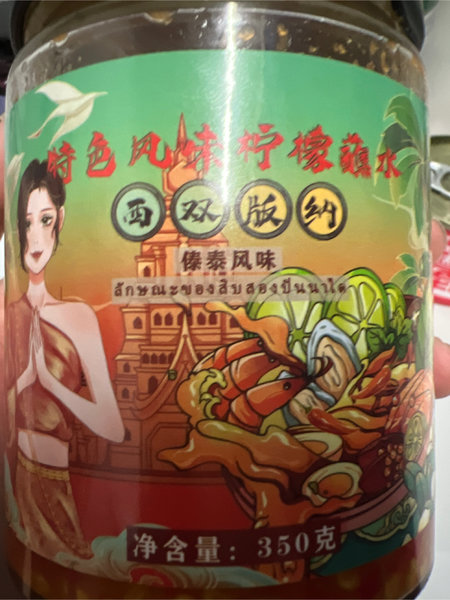 特色风味柠檬蘸水
西双版纳
傣泰风味
ลักษณะของสิบสองปันนาใด
净含量：350克